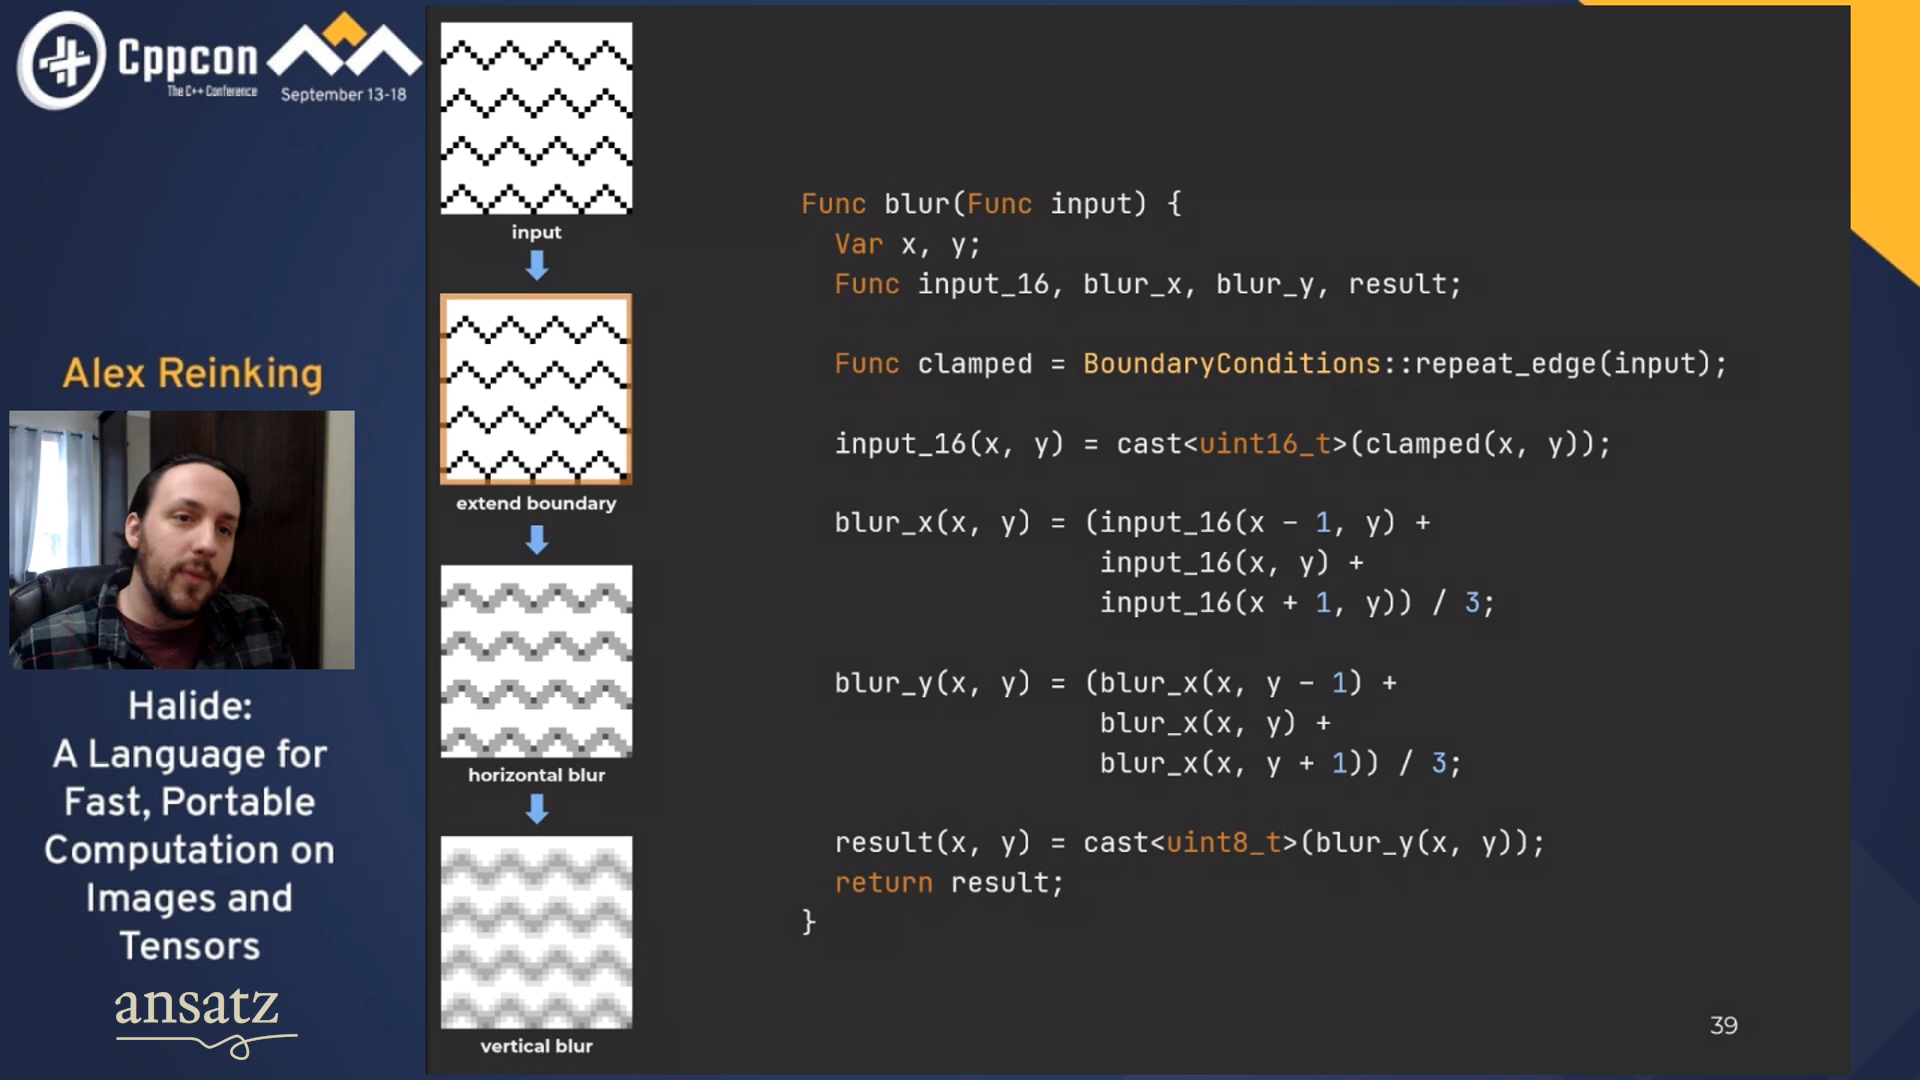 Cppcon
The C++ Conference
September 13-18
Alex Reinking
Halide:
A Language for
Fast, Portable
Computation on
Images and
Tensors
ansatz
input
extend boundary
horizontal blur
vertical blur
Func blur(Func input) {
Var x, y;
Func input_16, blur_x, blur_y, result;
Func clamped = BoundaryConditions::repeat_edge(input);
input_16(x, y) = cast<uint16_t>(clamped(x, y));
blur_x(x, y) = (input_16(x - 1, y) +
input_16(x, y) +
input_16(x + 1, y)) / 3;
blur_y(x, y) = (blur_x(x, y - 1) +
blur_x(x, y) +
blur_x(x, y + 1)) / 3;
result(x, y) = cast<uint8_t>(blur_y(x, y));
return result;
}
39